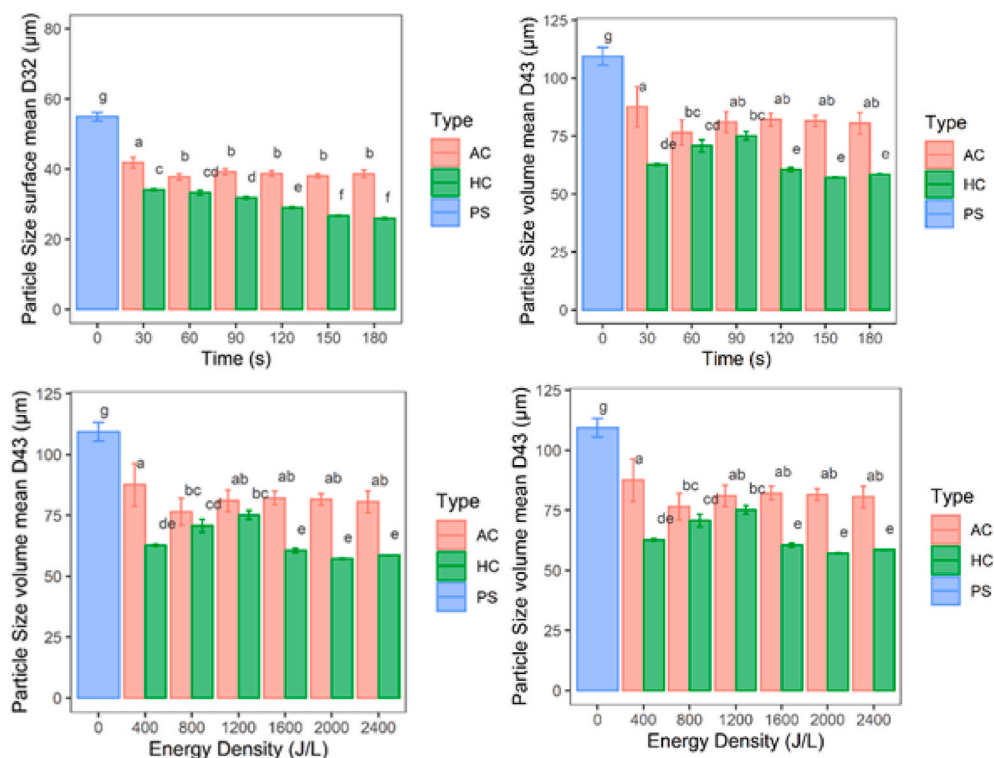 Particle Size surface mean D32 (µm)
80
60
40
20
0
g
a
c
b
cd
b
d
b
e
b
f
b
f
0 30 60 90 120 150 180
Time (s)
Type
AC
HC
PS
Particle Size volume mean D43 (µm)
125
100
75
50
25
0
g
a
de
bc
cd
ab
bc
ab
e
ab
e
ab
e
0 30 60 90 120 150 180
Time (s)
Type
AC
HC
PS
Particle Size volume mean D43 (µm)
125
100
75
50
25
0
g
a
de
bc
cd
ab
bc
ab
e
ab
e
ab
e
0 400 800 1200 1600 2000 2400
Energy Density (J/L)
Type
AC
HC
PS
Particle Size volume mean D43 (µm)
125
100
75
50
25
0
g
a
de
bc
cd
ab
bc
ab
e
ab
e
ab
e
0 400 800 1200 1600 2000 2400
Energy Density (J/L)
Type
AC
HC
PS